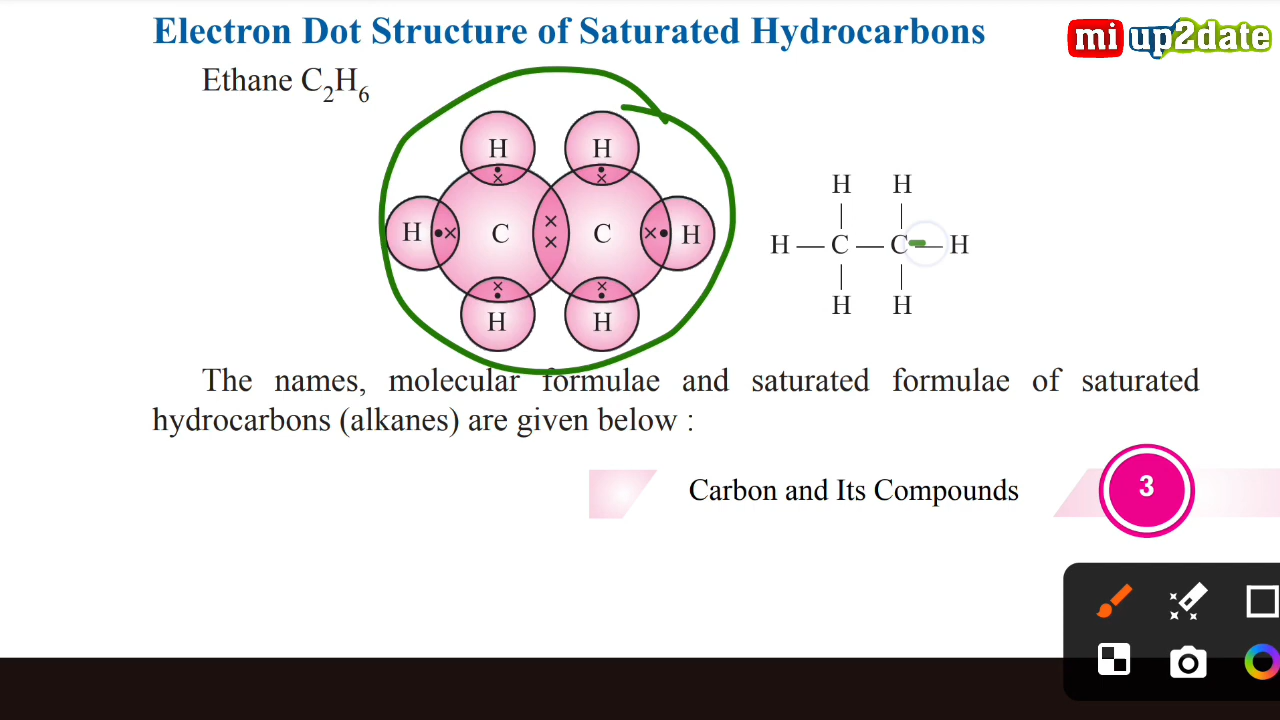 Electron Dot Structure of Saturated Hydrocarbons
mi up2date
Ethane C₂H₆
H H
H C C H
H H
× ×
× ×
•× ×•
× ×
H H
H — C — C — H
H H
The names, molecular formulae and saturated formulae of saturated
hydrocarbons (alkanes) are given below :
Carbon and Its Compounds
3